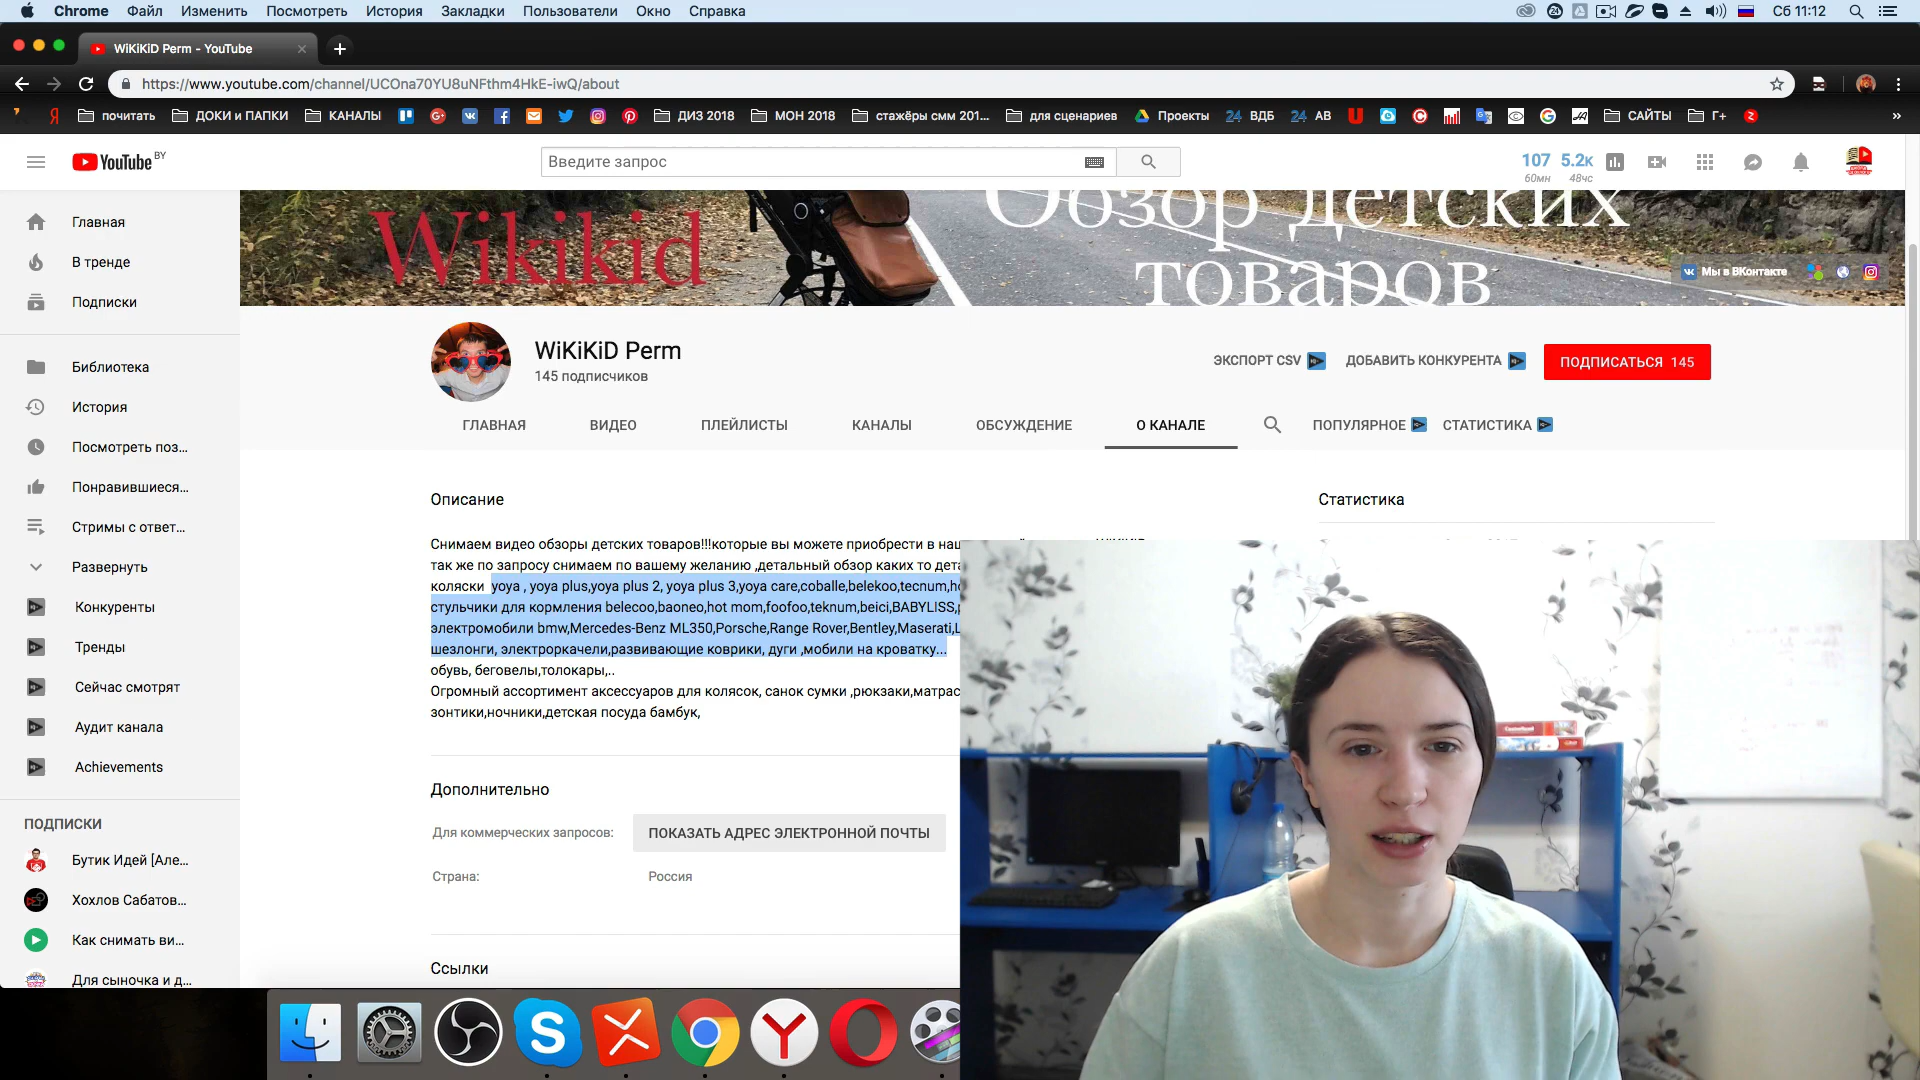 Chrome Файл Изменить Посмотреть История Закладки Пользователи Окно Справка
Сб 11:12
WiKiKiD Perm - YouTube
https://www.youtube.com/channel/UCOna70YU8uNFthm4HkE-iwQ/about
почитать ДОКИ и ПАПКИ КАНАЛЫ ДИЗ 2018 МОН 2018 стажёры смм 201... для сценариев Проекты 24 ВДБ 24 АВ САЙТЫ Г+
YouTube BY
Введите запрос
107 5.2к
60мн 48чс
Wikikid
Обзор детских
товаров
Мы в ВКонтакте
Главная
В тренде
Подписки
Библиотека
История
Посмотреть поз...
Понравившиеся...
Стримы с ответ...
Развернуть
Конкуренты
Тренды
Сейчас смотрят
Аудит канала
Achievements
ПОДПИСКИ
Бутик Идей [Але...
Хохлов Сабатов...
Как снимать ви...
Для сыночка и д...
WiKiKiD Perm
145 подписчиков
ЭКСПОРТ CSV ДОБАВИТЬ КОНКУРЕНТА ПОДПИСАТЬСЯ 145
ГЛАВНАЯ ВИДЕО ПЛЕЙЛИСТЫ КАНАЛЫ ОБСУЖДЕНИЕ О КАНАЛЕ ПОПУЛЯРНОЕ СТАТИСТИКА
Описание
Статистика
Снимаем видео обзоры детских товаров!!!которые вы можете приобрести в
так же по запросу снимаем по вашему желанию ,детальный обзор каких то
коляски yoya , yoya plus,yoya plus 2, yoya plus 3,yoya care,coballe,belekoo,tecnum,
стульчики для кормления belecoo,baoneo,hot mom,foofoo,teknum,beici,BABYLISS,
электромобили bmw,Mercedes-Benz ML350,Porsche,Range Rover,Bentley,Maserati,
шезлонги, электроркачели,развивающие коврики, дуги ,мобили на кроватку...
обувь, беговелы,толокары,..
Огромный ассортимент аксессуаров для колясок, санок сумки ,рюкзаки,
зонтики,ночники,детская посуда бамбук,
Дополнительно
Для коммерческих запросов: ПОКАЗАТЬ АДРЕС ЭЛЕКТРОННОЙ ПОЧТЫ
Страна: Россия
Ссылки